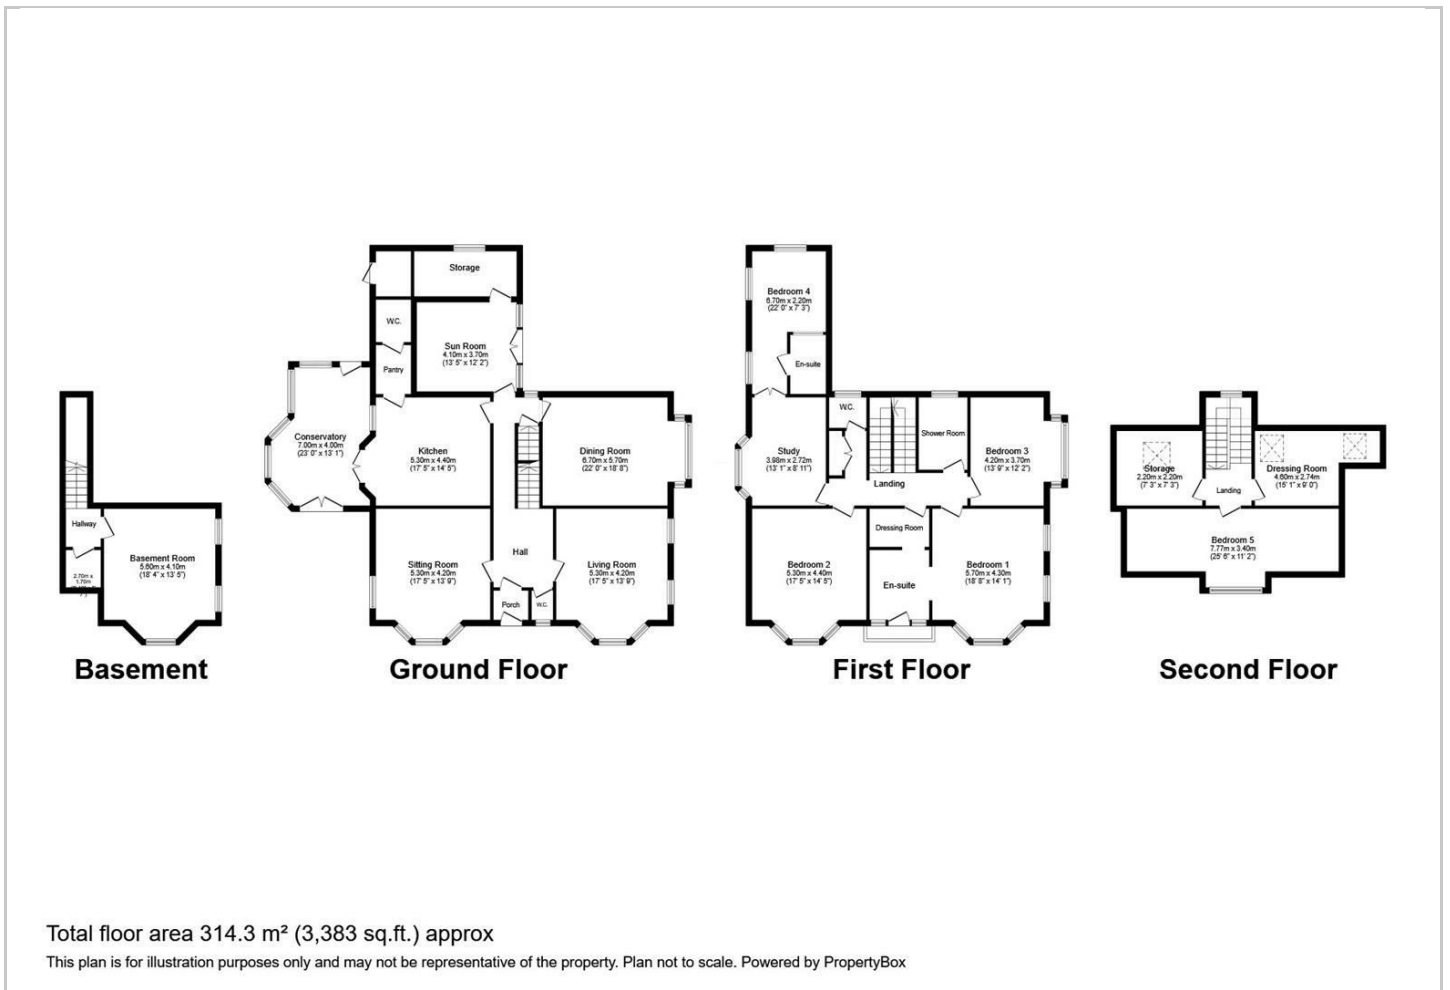 Hallway
Basement Room
5.60m x 4.10m
(18' 4" x 13' 5")
2.70m x
1.70m
Basement
Storage
W.C.
Sun Room
4.10m x 3.70m
(13' 5" x 12' 2")
Pantry
Conservatory
7.00m x 4.00m
(23' 0" x 13' 1")
Kitchen
5.30m x 4.40m
(17' 5" x 14' 5")
Dining Room
6.70m x 5.70m
(22' 0" x 18' 8")
Hall
Sitting Room
5.30m x 4.20m
(17' 5" x 13' 9")
Living Room
5.30m x 4.20m
(17' 5" x 13' 9")
Porch
W.C.
Ground Floor
Bedroom 4
6.70m x 2.20m
(22' 0" x 7' 3")
En-suite
W.C.
Shower Room
Study
3.98m x 2.72m
(13' 1" x 8' 11")
Bedroom 3
4.20m x 3.70m
(13' 9" x 12' 2")
Landing
Dressing Room
Bedroom 2
5.30m x 4.40m
(17' 5" x 14' 5")
En-suite
Bedroom 1
5.70m x 4.30m
(18' 8" x 14' 1")
First Floor
Storage
2.20m x 2.20m
(7' 3" x 7' 3")
Dressing Room
4.60m x 2.74m
(15' 1" x 9' 0")
Landing
Bedroom 5
7.77m x 3.40m
(25' 6" x 11' 2")
Second Floor
Total floor area 314.3 m² (3,383 sq.ft.) approx
This plan is for illustration purposes only and may not be representative of the property. Plan not to scale. Powered by PropertyBox